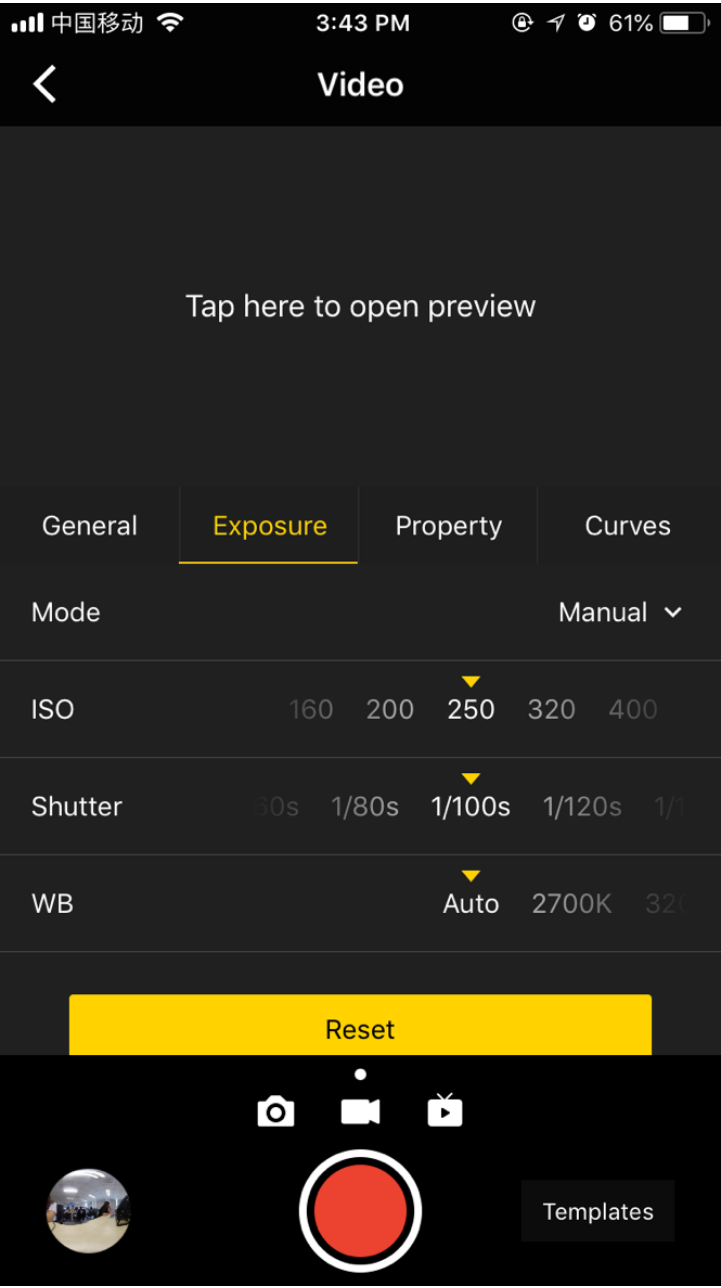 中国移动 3:43 PM 61%
Video
Tap here to open preview
General Exposure Property Curves
Mode Manual
ISO 160 200 250 320 400
Shutter 1/80s 1/100s 1/120s
WB Auto 2700K
Reset
Templates